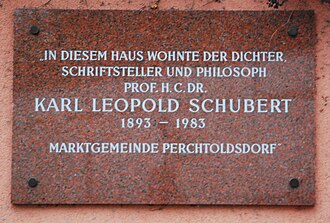 „IN DIESEM HAUS WOHNTE DER DICHTER,
SCHRIFTSTELLER UND PHILOSOPH
PROF. H. C. DR.
KARL LEOPOLD SCHUBERT
1893 – 1983
MARKTGEMEINDE PERCHTOLDSDORF“